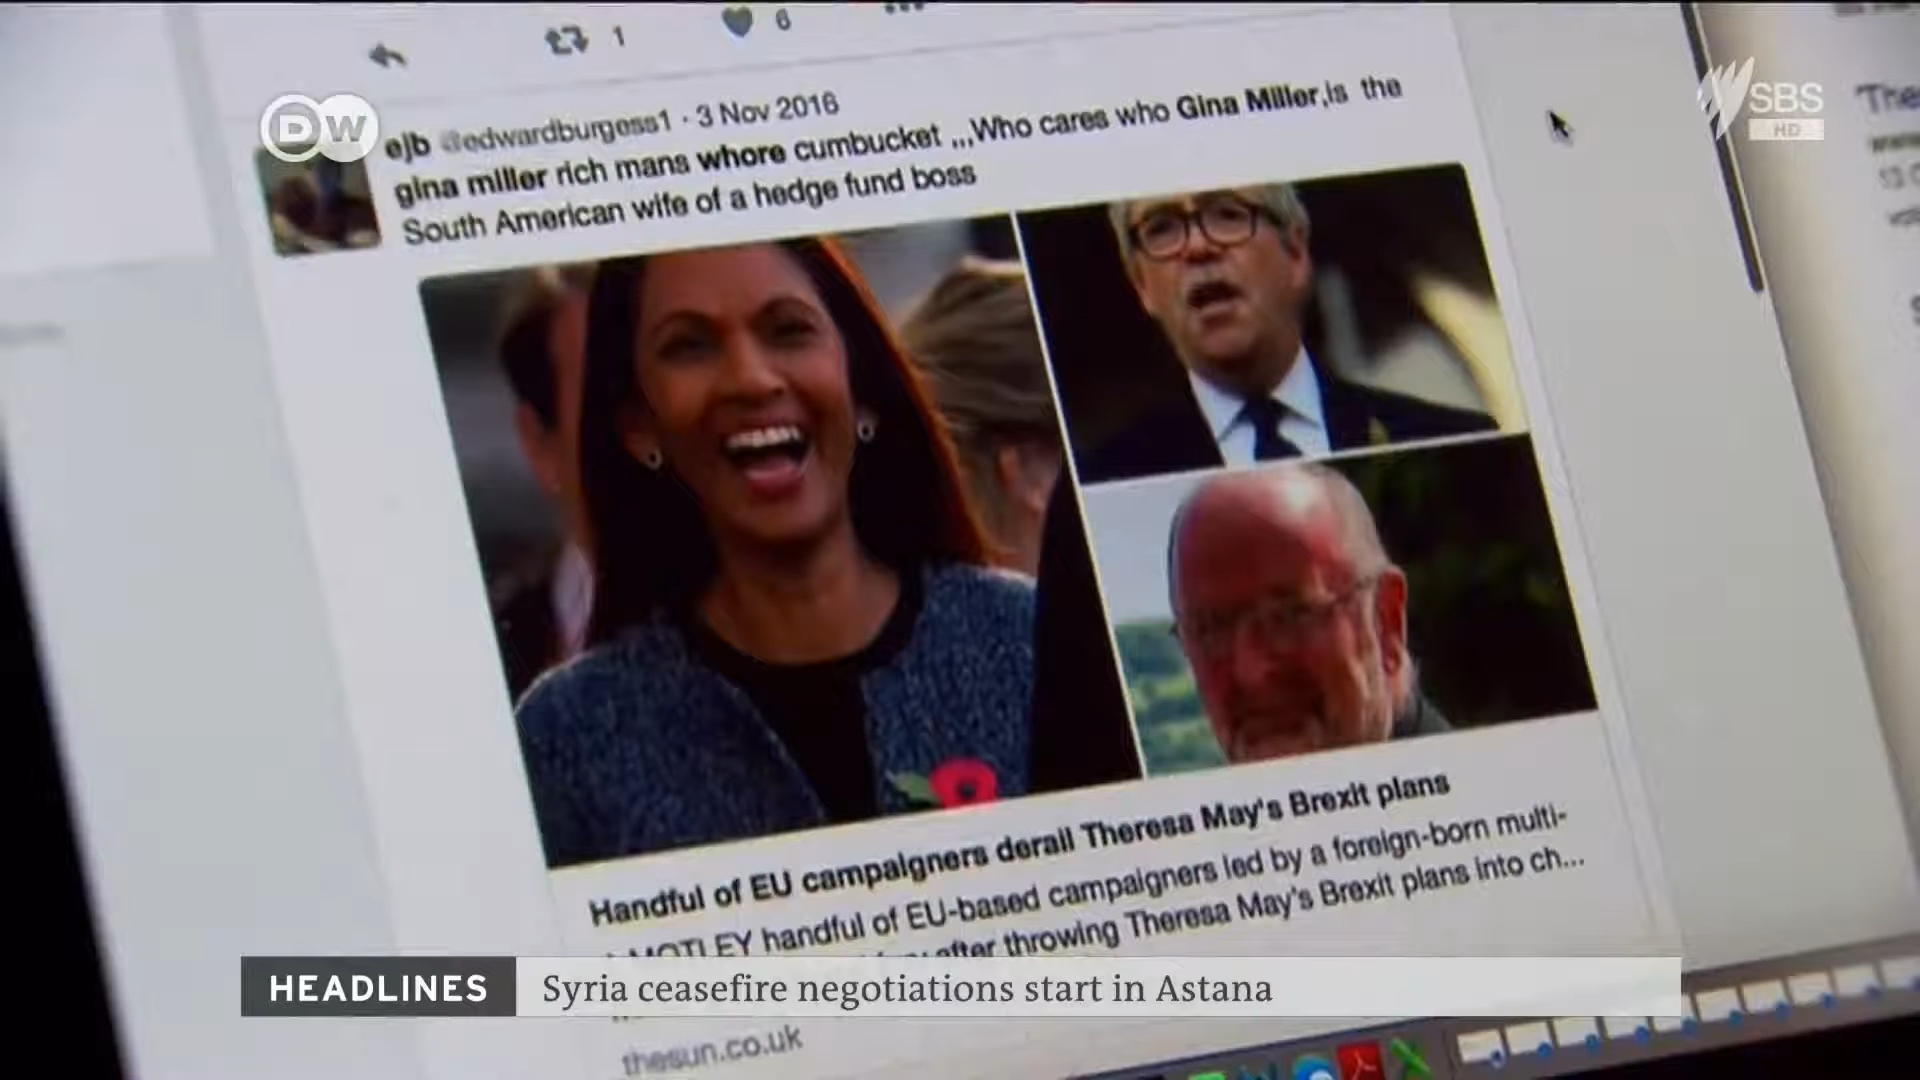 1
6
DW
SBS
HD
ejb @edwardburgess1 · 3 Nov 2016
gina miller rich mans whore cumbucket ,,,Who cares who Gina Miller,is the
South American wife of a hedge fund boss
Handful of EU campaigners derail Theresa May's Brexit plans
MOTLEY handful of EU-based campaigners led by a foreign-born multi-
after throwing Theresa May's Brexit plans into ch...
thesun.co.uk
HEADLINES
Syria ceasefire negotiations start in Astana
'The